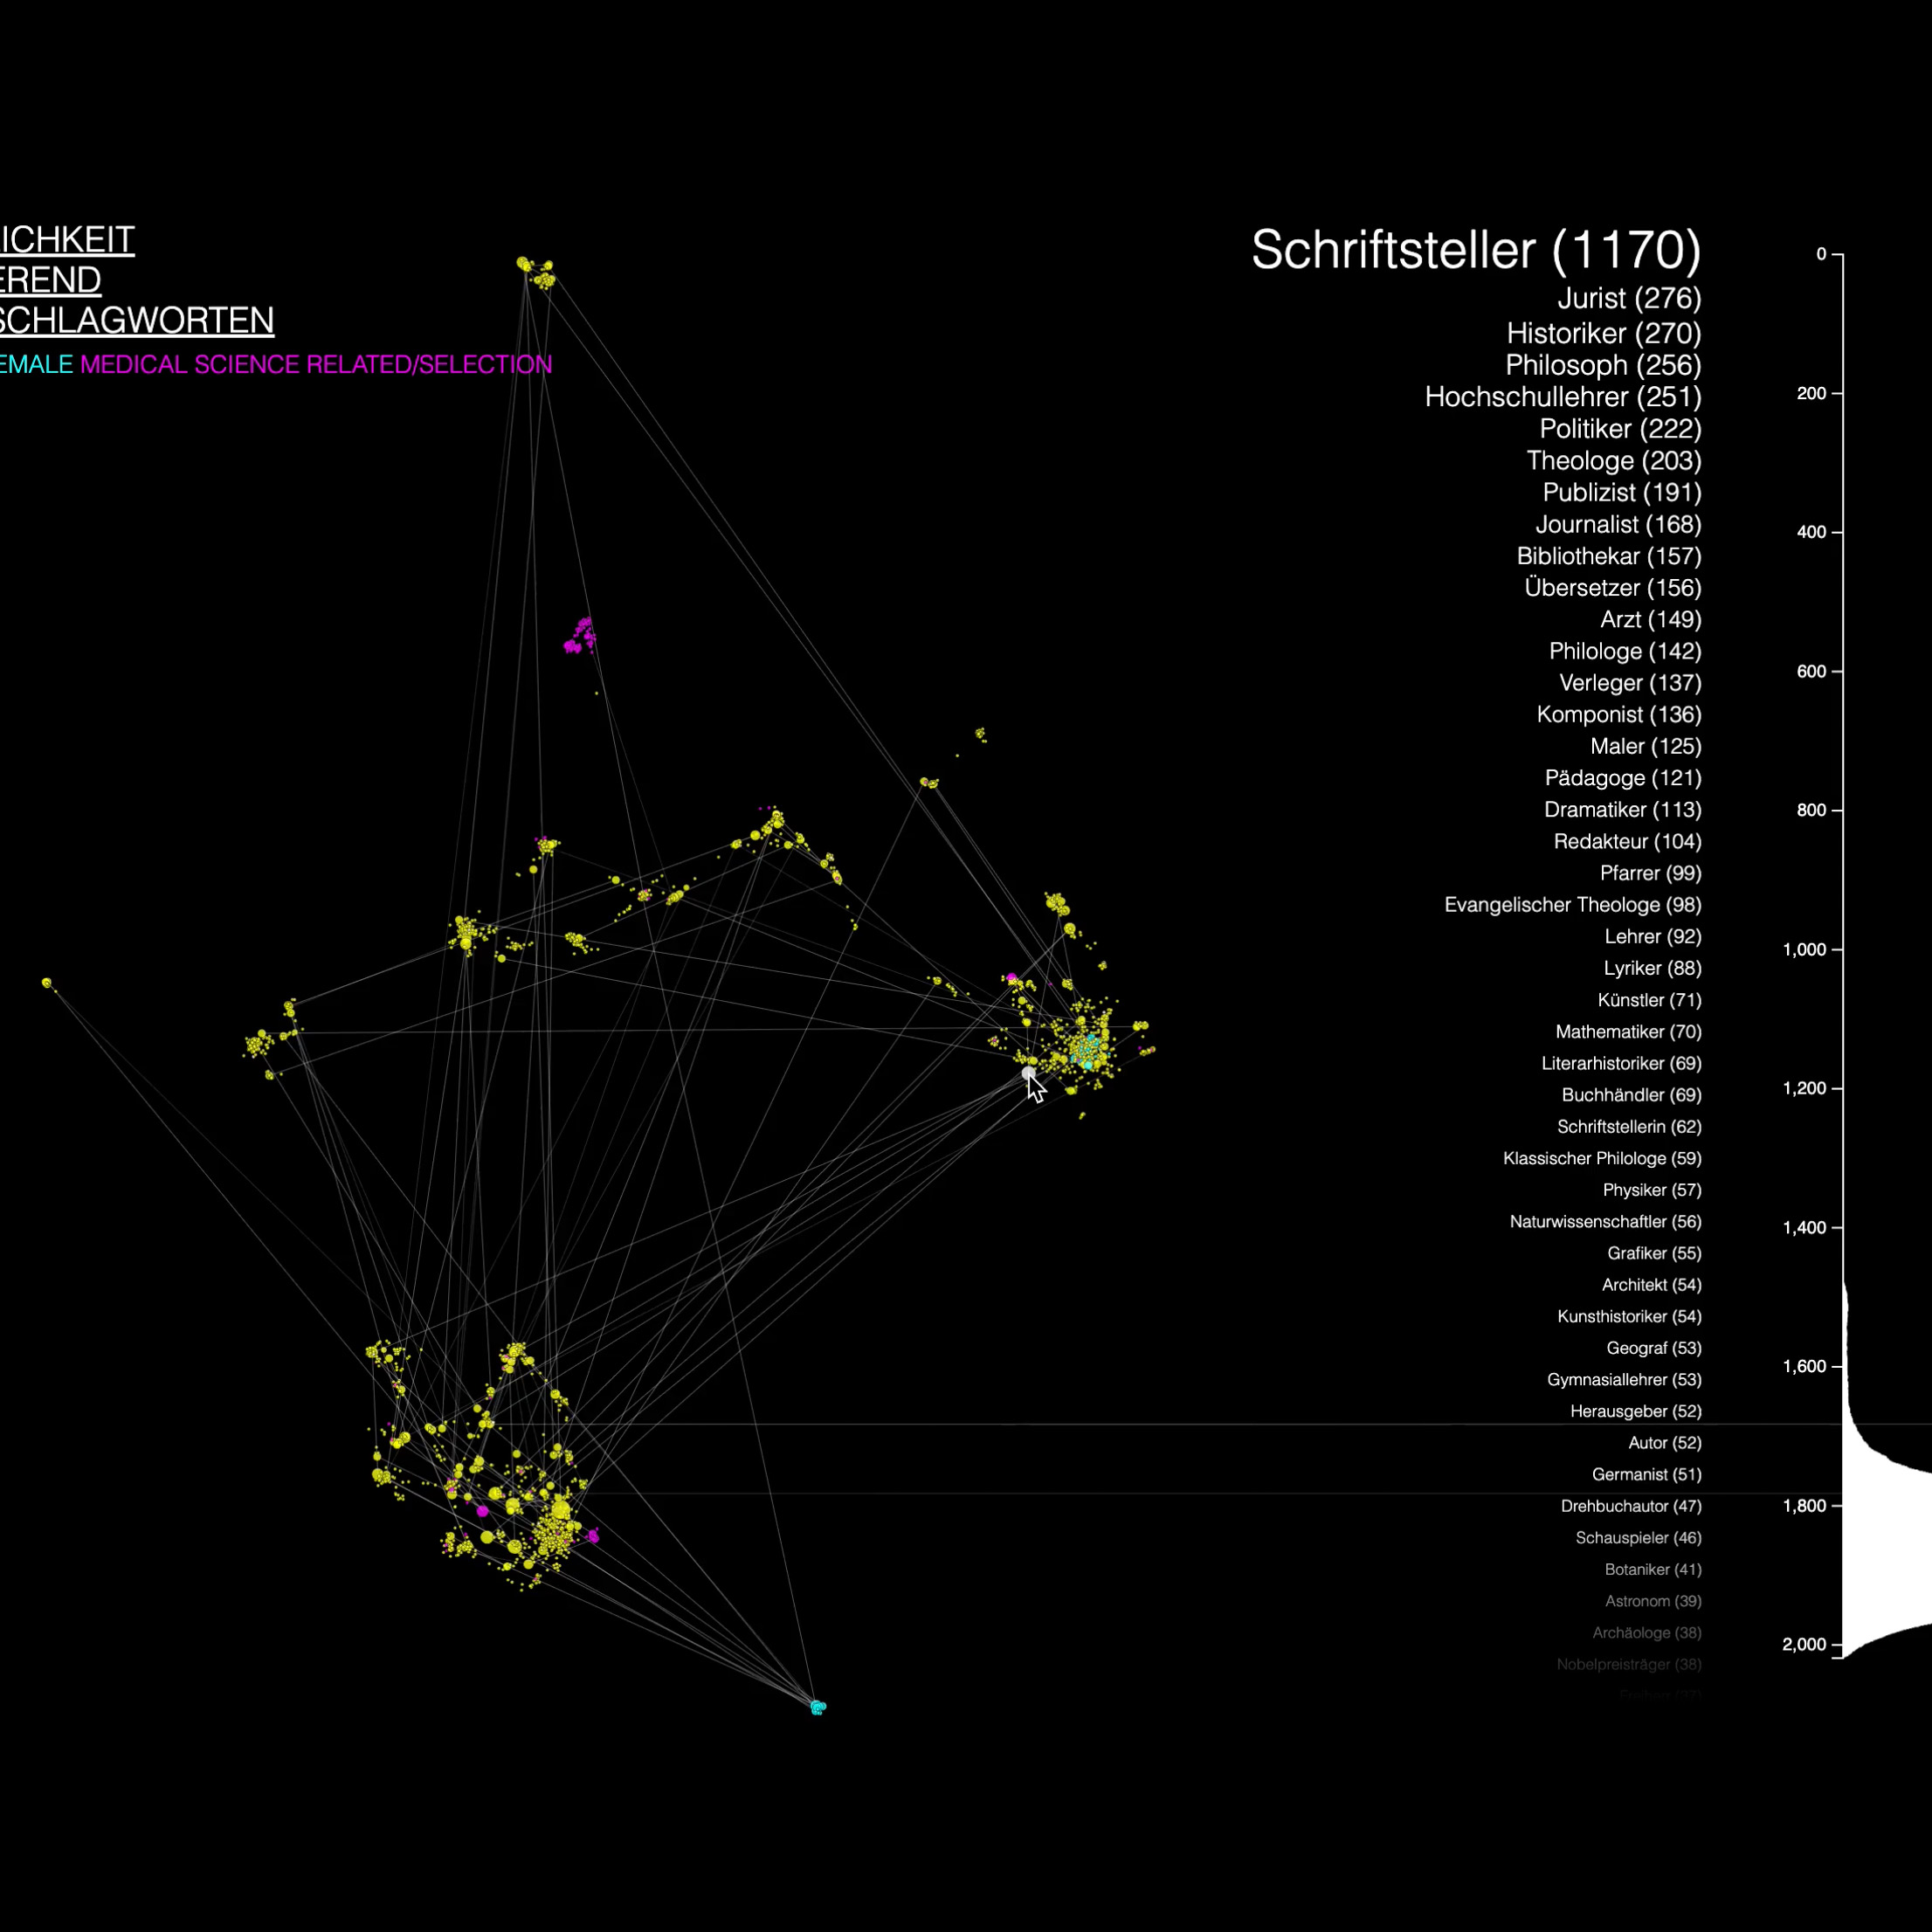 ICHKEIT
EREND
SCHLAGWORTEN
EMALE MEDICAL SCIENCE RELATED/SELECTION
Schriftsteller (1170)
Jurist (276)
Historiker (270)
Philosoph (256)
Hochschullehrer (251)
Politiker (222)
Theologe (203)
Publizist (191)
Journalist (168)
Bibliothekar (157)
Übersetzer (156)
Arzt (149)
Philologe (142)
Verleger (137)
Komponist (136)
Maler (125)
Pädagoge (121)
Dramatiker (113)
Redakteur (104)
Pfarrer (99)
Evangelischer Theologe (98)
Lehrer (92)
Lyriker (88)
Künstler (71)
Mathematiker (70)
Literarhistoriker (69)
Buchhändler (69)
Schriftstellerin (62)
Klassischer Philologe (59)
Physiker (57)
Naturwissenschaftler (56)
Grafiker (55)
Architekt (54)
Kunsthistoriker (54)
Geograf (53)
Gymnasiallehrer (53)
Herausgeber (52)
Autor (52)
Germanist (51)
Drehbuchautor (47)
Schauspieler (46)
Botaniker (41)
Astronom (39)
Archäologe (38)
Nobelpreisträger (38)
0
200
400
600
800
1,000
1,200
1,400
1,600
1,800
2,000